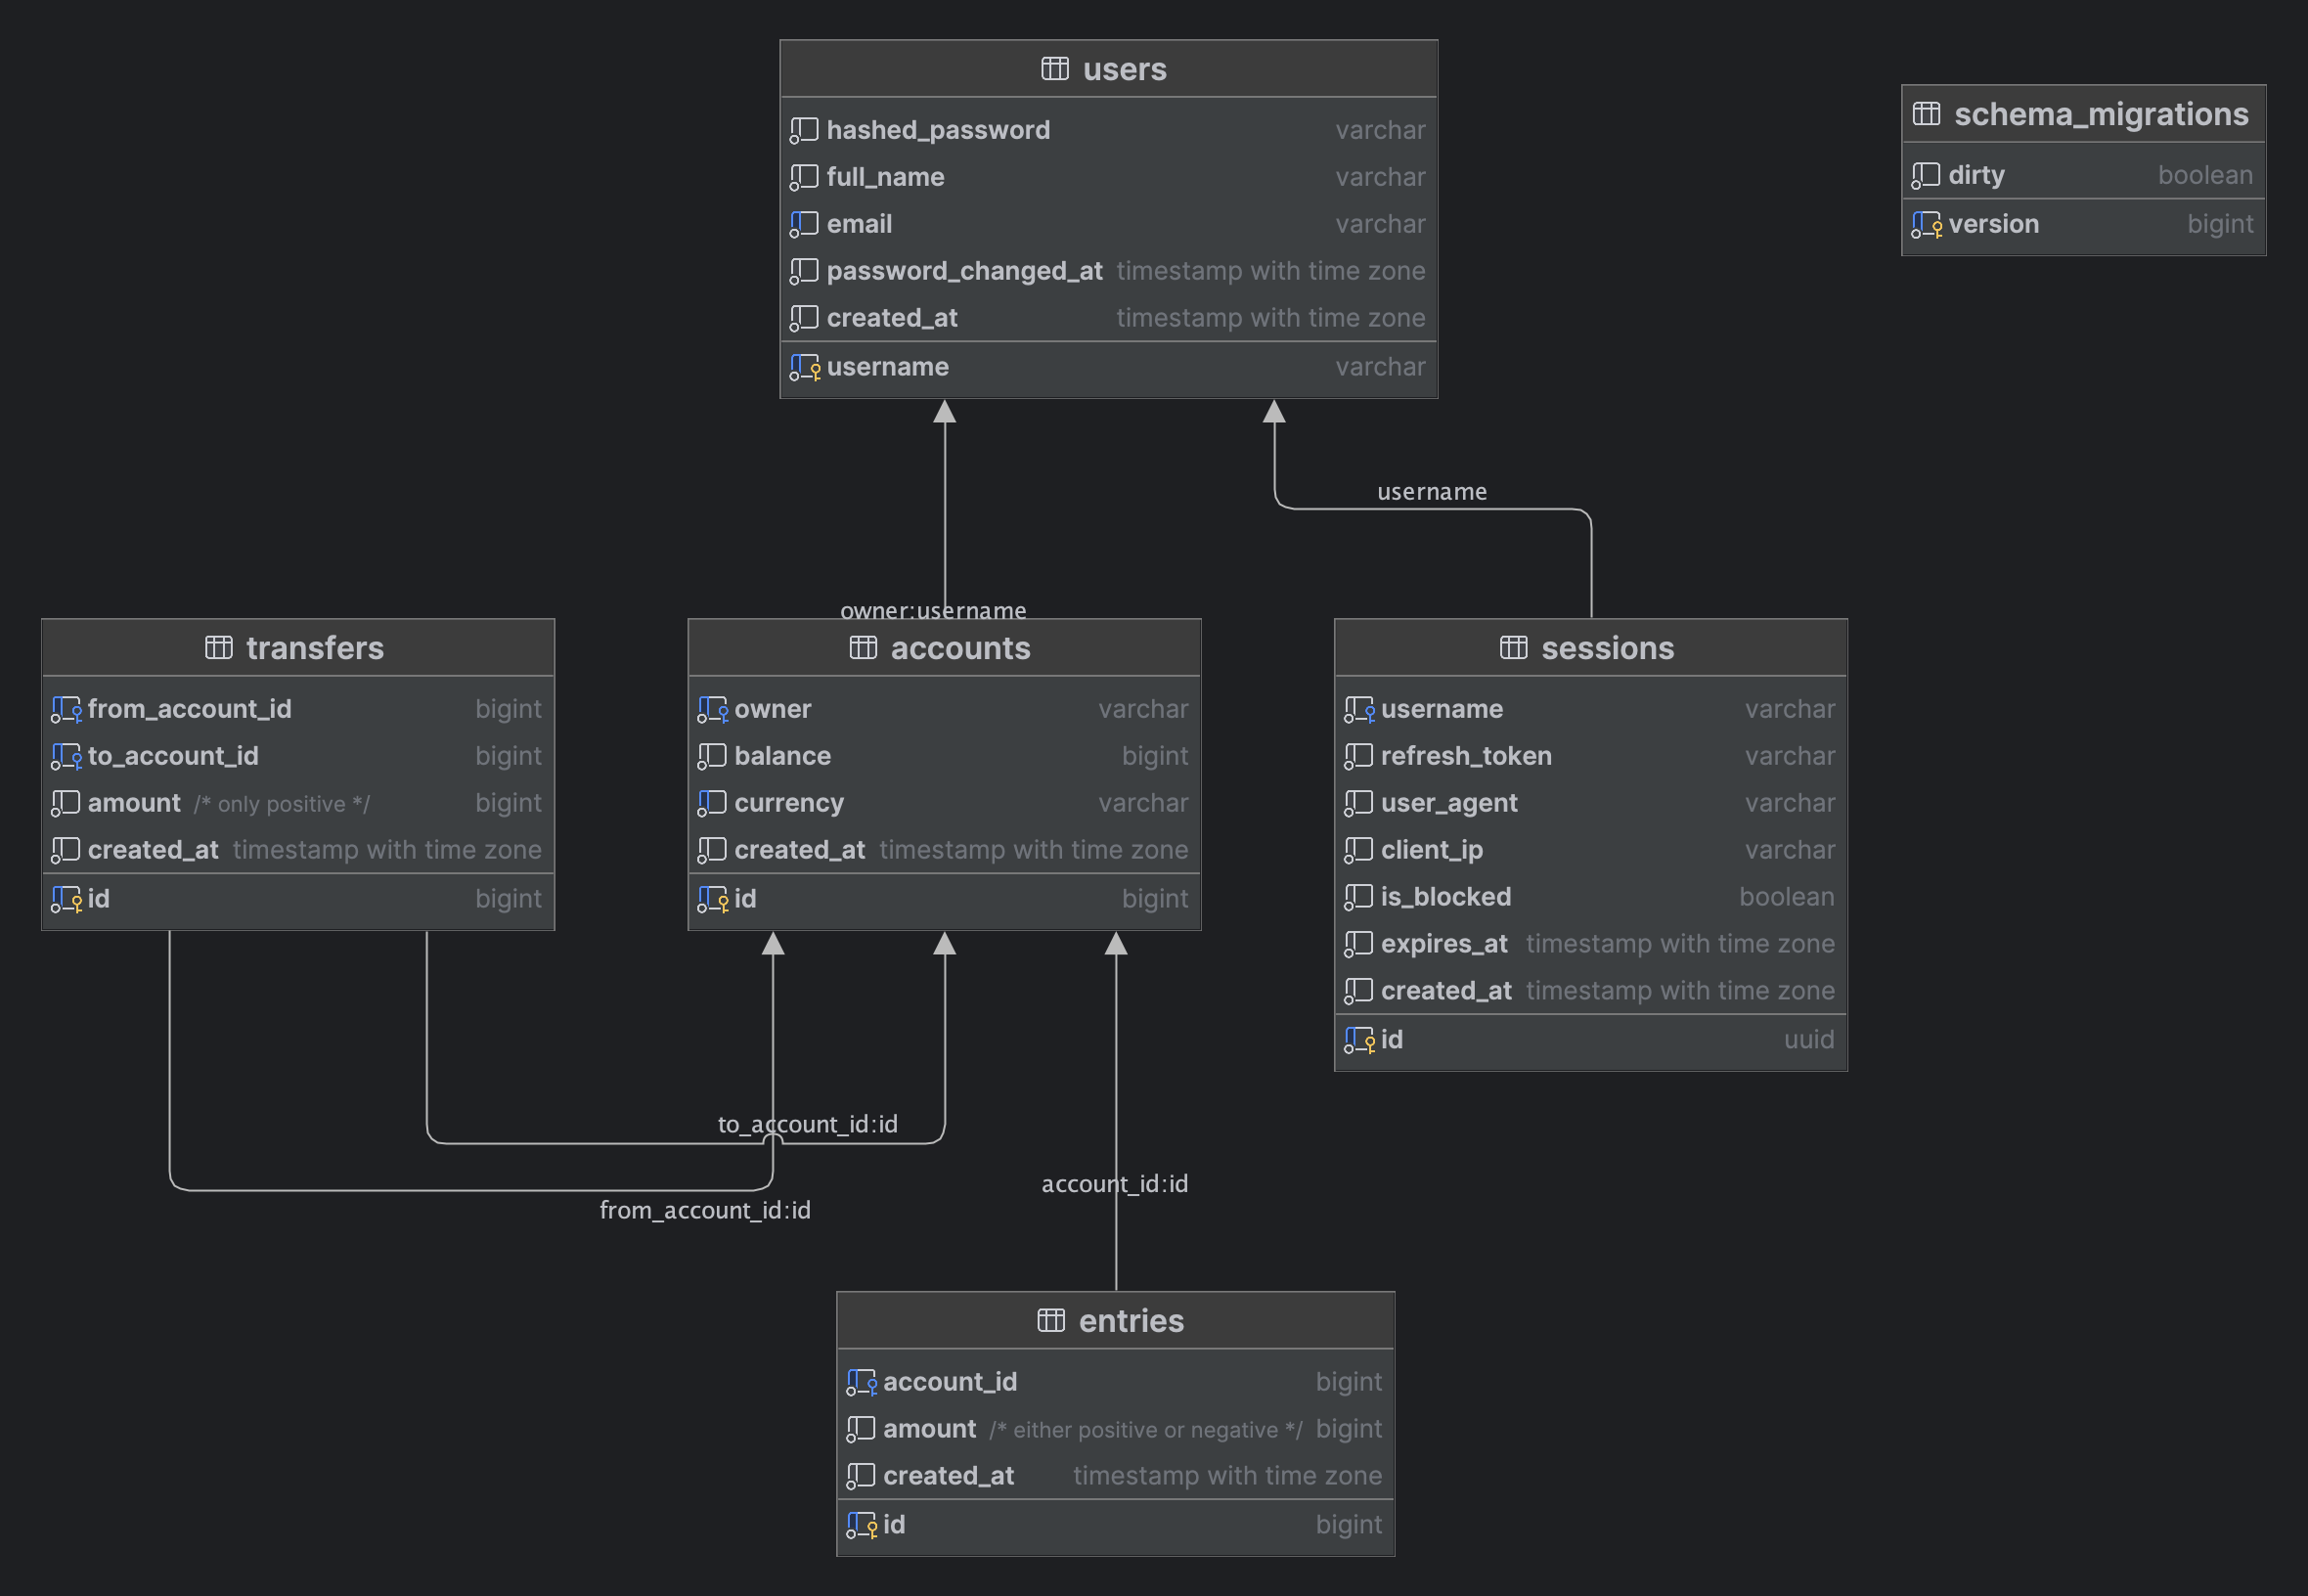 users
hashed_password varchar
full_name varchar
email varchar
password_changed_at timestamp with time zone
created_at timestamp with time zone
username varchar
schema_migrations
dirty boolean
version bigint
username
owner:username
transfers
from_account_id bigint
to_account_id bigint
amount /* only positive */ bigint
created_at timestamp with time zone
id bigint
accounts
owner varchar
balance bigint
currency varchar
created_at timestamp with time zone
id bigint
sessions
username varchar
refresh_token varchar
user_agent varchar
client_ip varchar
is_blocked boolean
expires_at timestamp with time zone
created_at timestamp with time zone
id uuid
to_account_id:id
account_id:id
from_account_id:id
entries
account_id bigint
amount /* either positive or negative */ bigint
created_at timestamp with time zone
id bigint